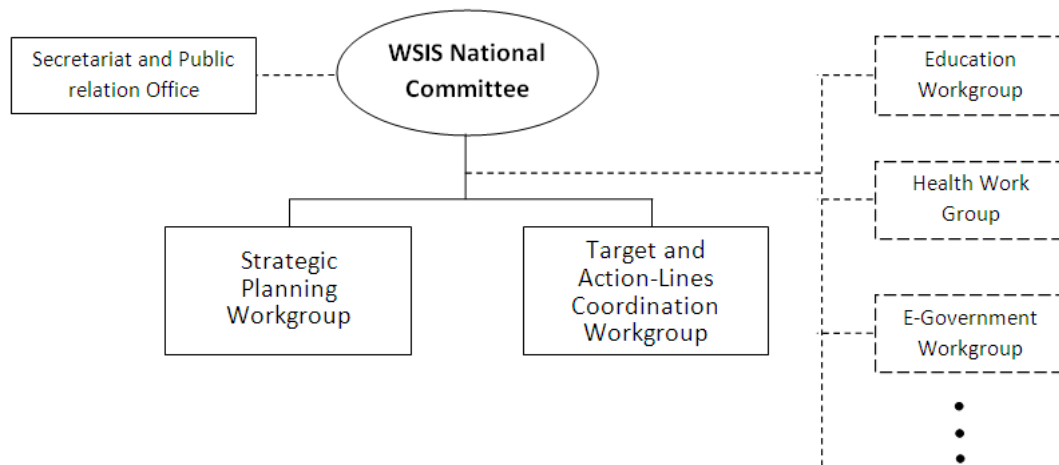 Secretariat and Public
relation Office
WSIS National
Committee
Education
Workgroup
Health Work
Group
Strategic
Planning
Workgroup
Target and
Action-Lines
Coordination
Workgroup
E-Government
Workgroup